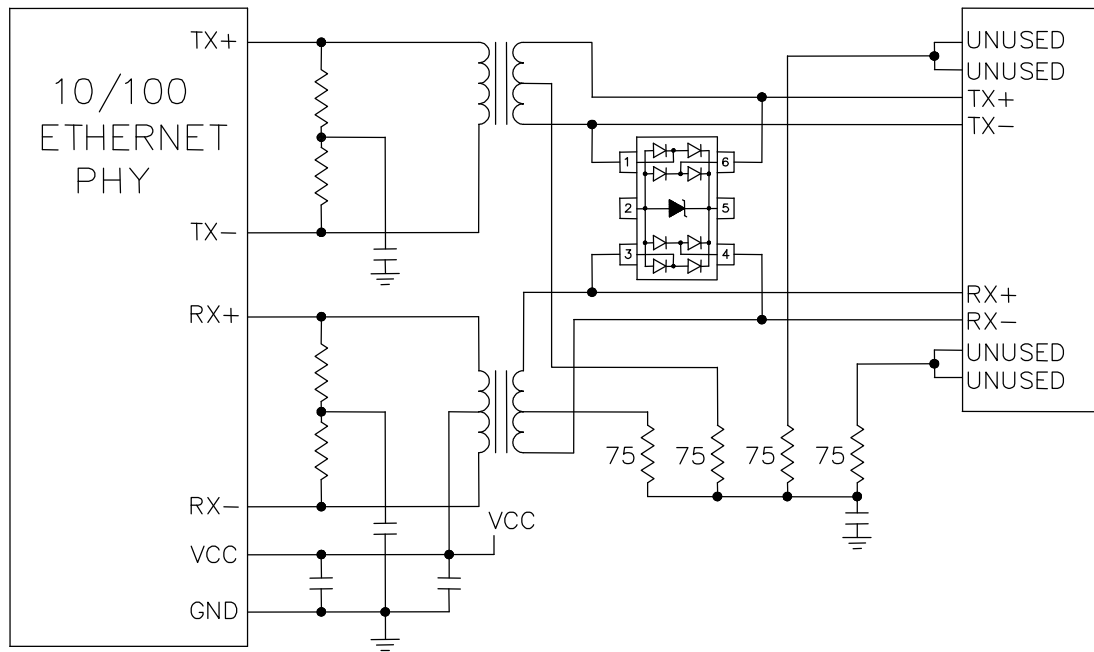 10/100
ETHERNET
PHY
TX+
TX-
RX+
RX-
VCC
GND
VCC
1
2
3
6
5
4
75
75
75
75
UNUSED
UNUSED
TX+
TX-
RX+
RX-
UNUSED
UNUSED